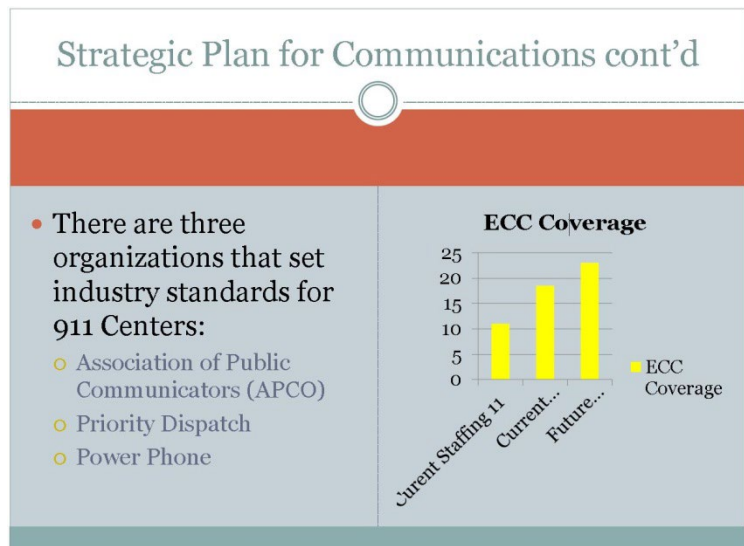 Strategic Plan for Communications cont'd
There are three
organizations that set
industry standards for
911 Centers:
Association of Public
Communicators (APCO)
Priority Dispatch
Power Phone
ECC Coverage
25
20
15
10
5
0
Curent Staffing 11
Current...
Future...
ECC
Coverage